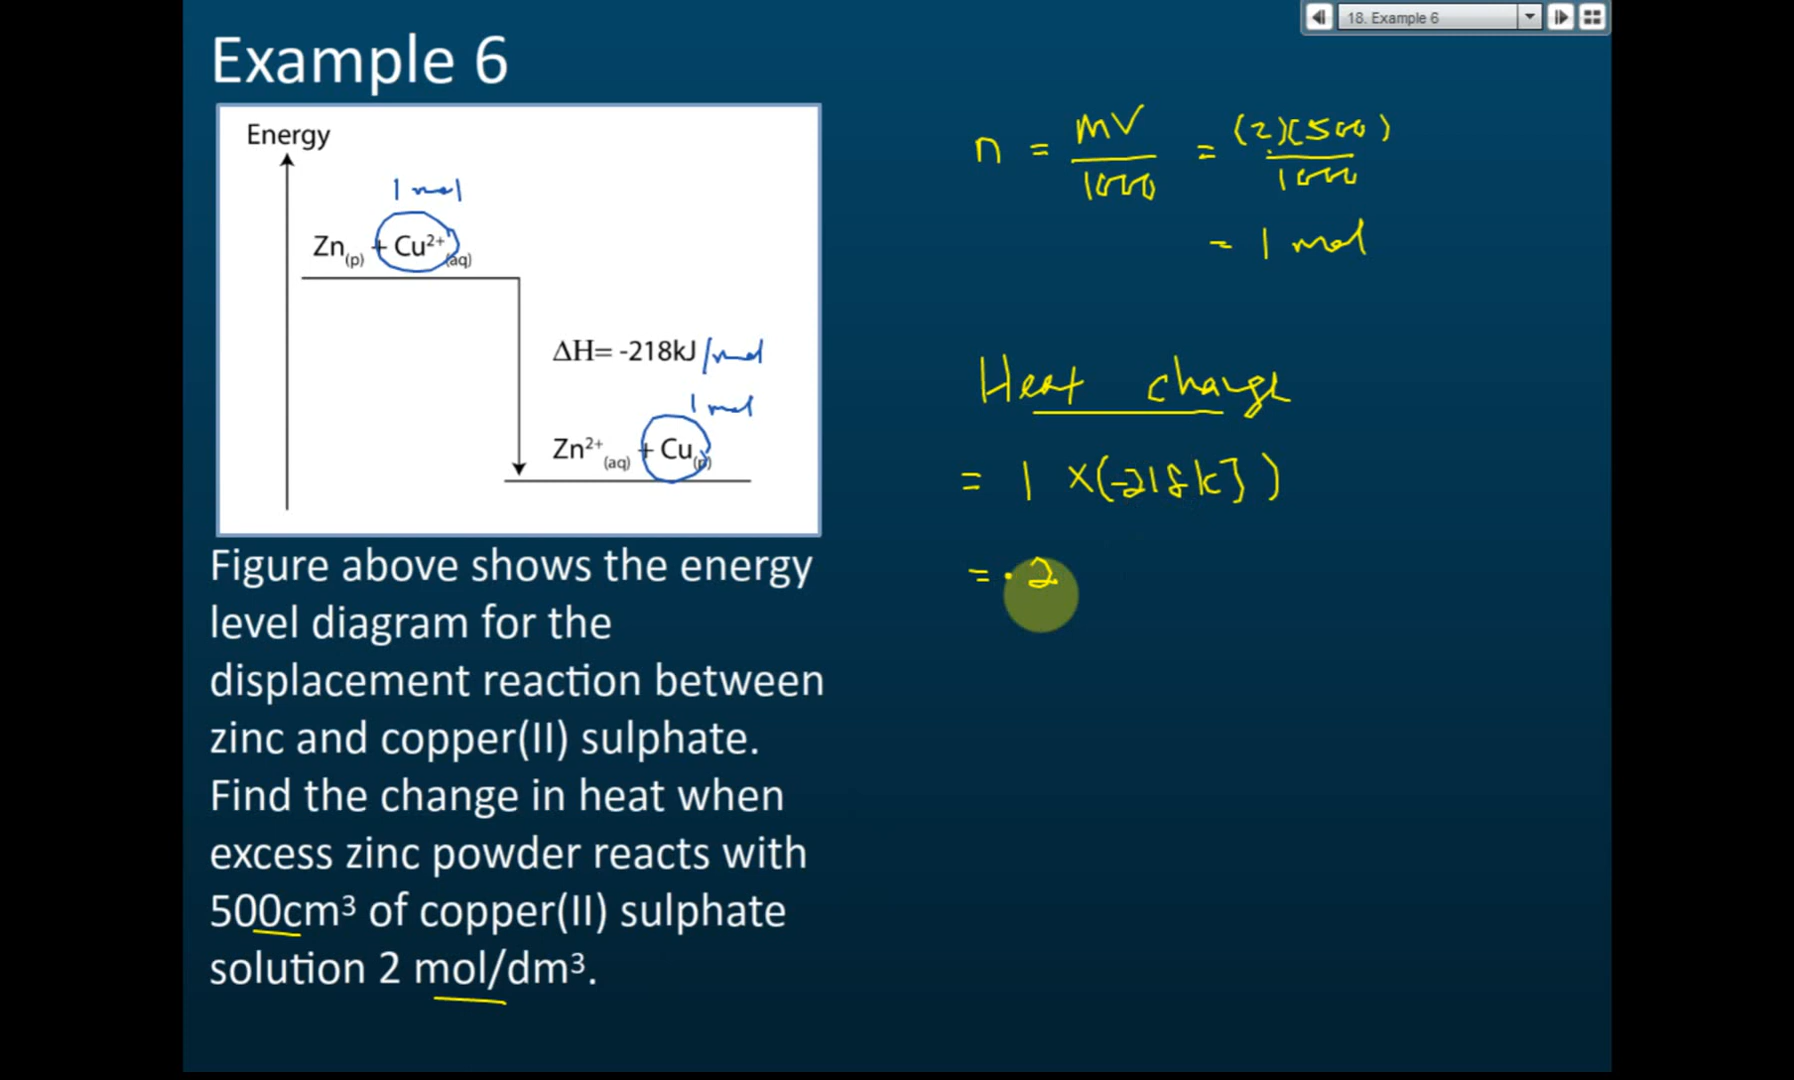 18. Example 6
Example 6
Energy
1 mol
Zn(p) + Cu²⁺(aq)
ΔH= -218kJ /mol
1 mol
Zn²⁺(aq) + Cu(p)
Figure above shows the energy
level diagram for the
displacement reaction between
zinc and copper(II) sulphate.
Find the change in heat when
excess zinc powder reacts with
500cm³ of copper(II) sulphate
solution 2 mol/dm³.
n = MV/1000 = (2)(500)/1000
= 1 mol
Heat change
= 1 × (-218kJ)
= - 2